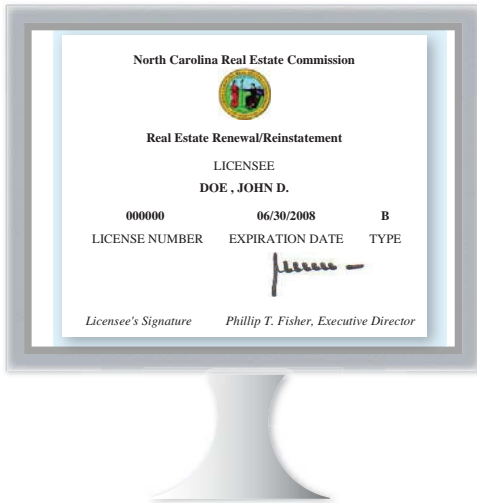 North Carolina Real Estate Commission
Real Estate Renewal/Reinstatement
LICENSEE
DOE , JOHN D.
000000 06/30/2008 B
LICENSE NUMBER EXPIRATION DATE TYPE
Licensee's Signature Phillip T. Fisher, Executive Director